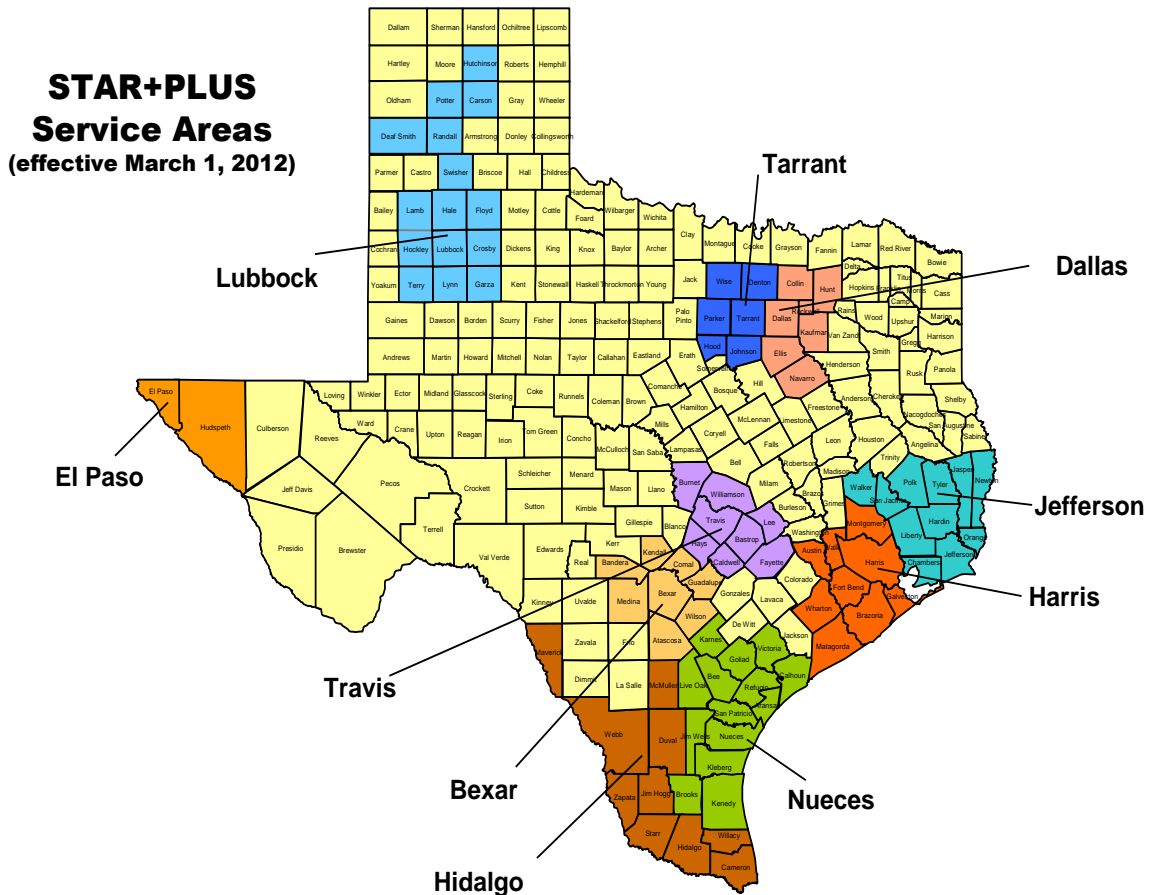 STAR+PLUS
Service Areas
(effective March 1, 2012)
Dallam Sherman Hansford Ochiltree Lipscomb
Hartley Moore Hutchinson Roberts Hemphill
Oldham Potter Carson Gray Wheeler
Deaf Smith Randall Armstrong Donley Collingsworth
Parmer Castro Swisher Briscoe Hall Childress
Hardeman
Bailey Lamb Hale Floyd Motley Cottle Foard Wilbarger Wichita
Clay Montague Cooke Grayson Fannin Lamar Red River Bowie
Cochran Hockley Lubbock Crosby Dickens King Knox Baylor Archer
Yoakum Terry Lynn Garza Kent Stonewall Haskell Throckmorton Young Jack Wise Denton Collin Hunt Delta Hopkins Franklin Titus Morris Cass
Camp Marion
Gaines Dawson Borden Scurry Fisher Jones Shackelford Stephens Palo Pinto Parker Tarrant Dallas Rockwall Kaufman Rains Wood Upshur Harrison
Van Zand Gregg
Andrews Martin Howard Mitchell Nolan Taylor Callahan Eastland Erath Hood Johnson Ellis Henderson Smith Rusk Panola
Somervell Hill Navarro
El Paso Hudspeth Culberson Reeves Loving Winkler Ector Midland Glasscock Sterling Coke Runnels Coleman Brown Comanche Bosque Freestone Anderson Cherokee Shelby
Nacogdoches San Augustine Sabine
Ward Crane Upton Reagan Irion Tom Green Concho McCulloch San Saba Mills Hamilton Coryell McLennan Limestone Falls Leon Houston Angelina Trinity
Lampasas Bell Robertson Madison
Jeff Davis Pecos Crockett Schleicher Menard Mason Llano Burnet Williamson Milam Brazos Grimes Walker San Jacinto Polk Tyler Jasper Newton
Burleson
Presidio Brewster Terrell Sutton Kimble Gillespie Blanco Travis Lee Washington Montgomery Liberty Hardin Orange
Val Verde Edwards Kerr Real Bandera Kendall Hays Comal Bastrop Caldwell Fayette Austin Waller Harris Chambers Jefferson
Kinney Uvalde Medina Bexar Guadalupe Gonzales Colorado Lavaca Fort Bend Galveston
Wilson De Witt Wharton Brazoria
Maverick Zavala Frio Atascosa Karnes Jackson Matagorda
Goliad Victoria
Dimmit La Salle McMullen Live Oak Bee Refugio Calhoun
Aransas
San Patricio
Webb Duval Jim Wells Nueces
Kleberg
Zapata Jim Hogg Brooks Kenedy
Starr Hidalgo Willacy
Cameron
Tarrant
Dallas
Lubbock
El Paso
Jefferson
Harris
Travis
Bexar
Nueces
Hidalgo